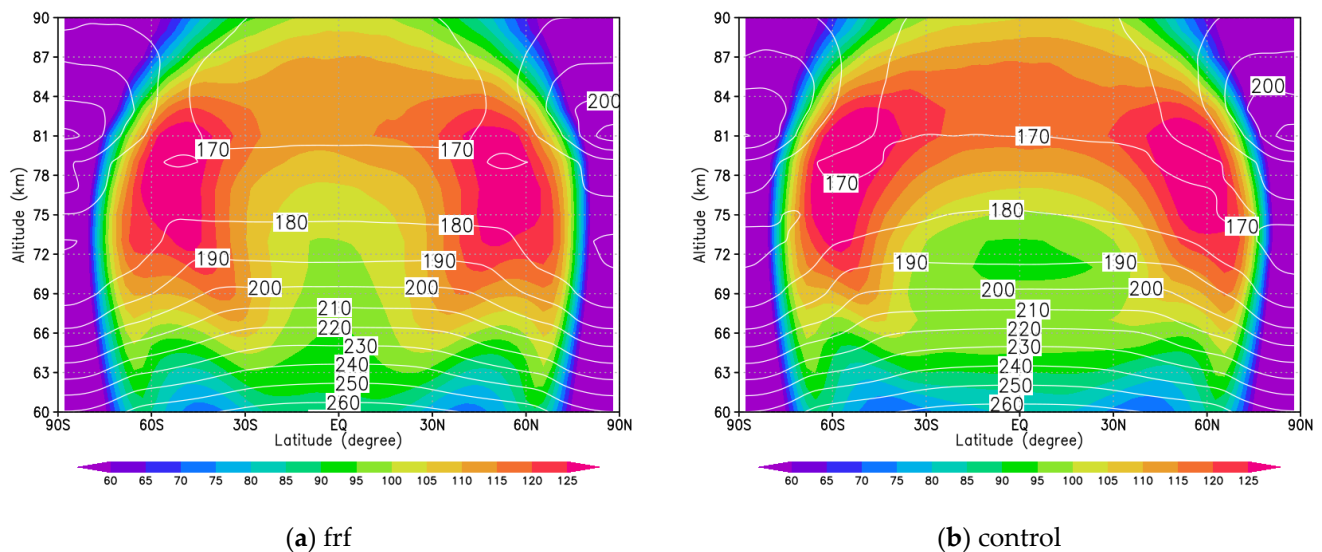 90
87
84
81
78
75
72
69
66
63
60
Altitude (km)
200
170
170
180
180
190
190
200
200
210
220
230
240
250
260
90S
60S
30S
EQ
30N
60N
90N
Latitude (degree)
60 65 70 75 80 85 90 95 100 105 110 115 120 125
(a) frf
90
87
84
81
78
75
72
69
66
63
60
Altitude (km)
200
170
170
170
180
190
190
200
200
210
220
230
240
250
260
90S
60S
30S
EQ
30N
60N
90N
Latitude (degree)
60 65 70 75 80 85 90 95 100 105 110 115 120 125
(b) control